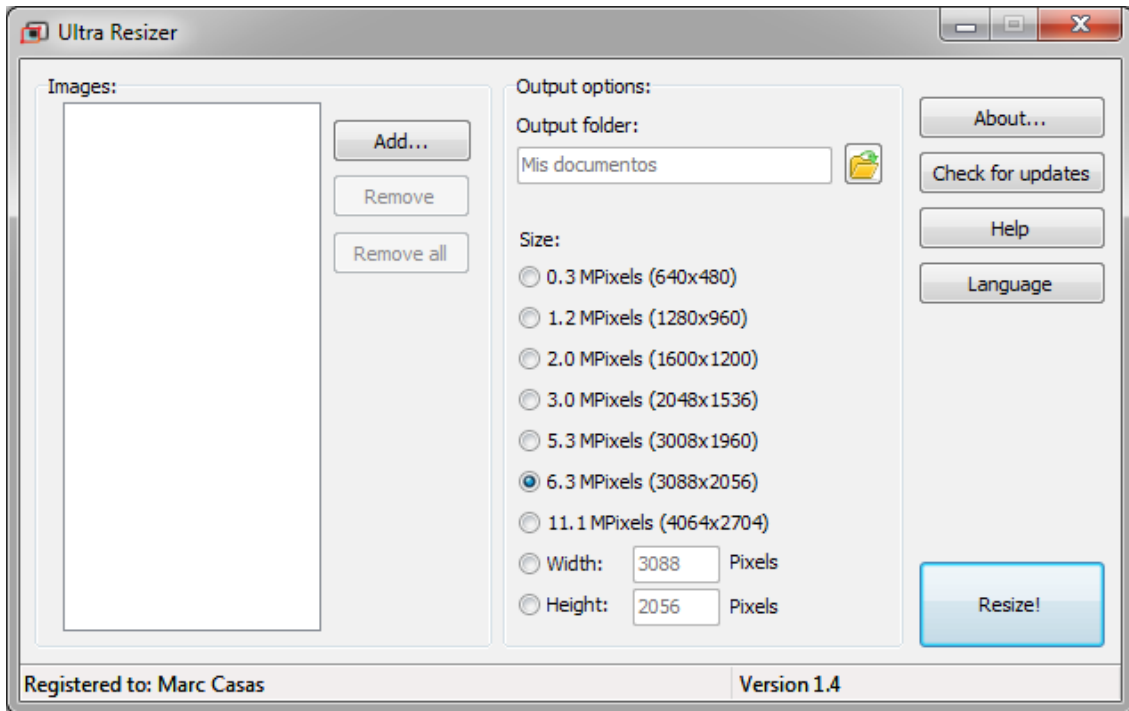 Ultra Resizer
Images:
Add...
Remove
Remove all
Output options:
Output folder:
Mis documentos
Size:
0.3 MPixels (640x480)
1.2 MPixels (1280x960)
2.0 MPixels (1600x1200)
3.0 MPixels (2048x1536)
5.3 MPixels (3008x1960)
6.3 MPixels (3088x2056)
11.1 MPixels (4064x2704)
Width: 3088 Pixels
Height: 2056 Pixels
About...
Check for updates
Help
Language
Resize!
Registered to: Marc Casas
Version 1.4